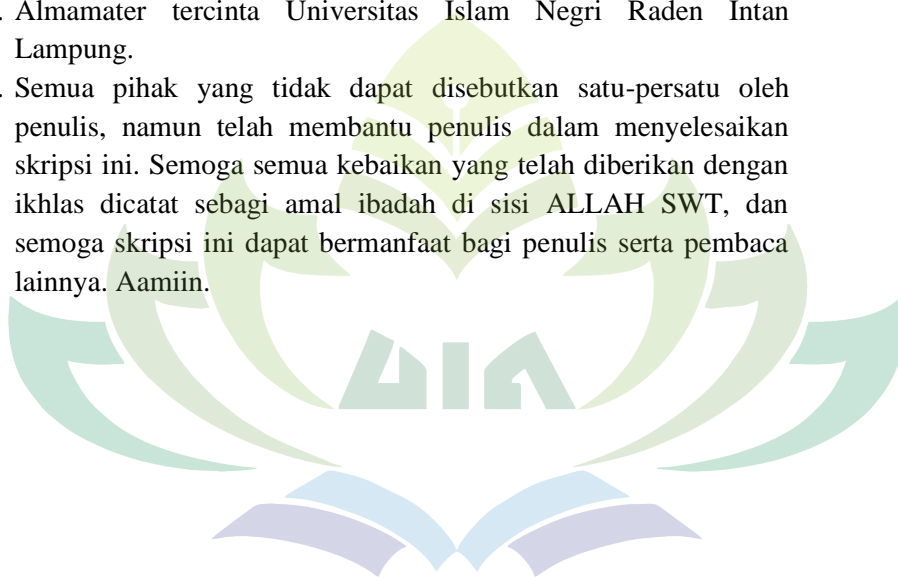 . Almamater tercinta Universitas Islam Negri Raden Intan
Lampung.
. Semua pihak yang tidak dapat disebutkan satu-persatu oleh
penulis, namun telah membantu penulis dalam menyelesaikan
skripsi ini. Semoga semua kebaikan yang telah diberikan dengan
ikhlas dicatat sebagi amal ibadah di sisi ALLAH SWT, dan
semoga skripsi ini dapat bermanfaat bagi penulis serta pembaca
lainnya. Aamiin.
UIN